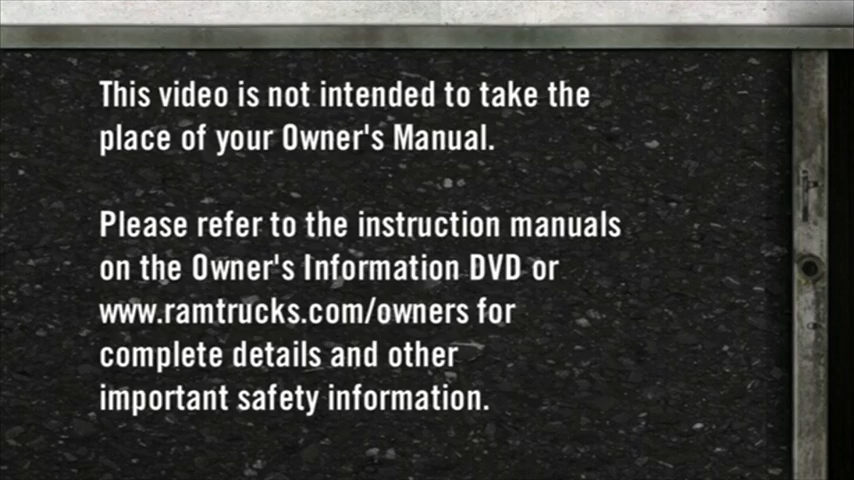 This video is not intended to take the
place of your Owner's Manual.
Please refer to the instruction manuals
on the Owner's Information DVD or
www.ramtrucks.com/owners for
complete details and other
important safety information.